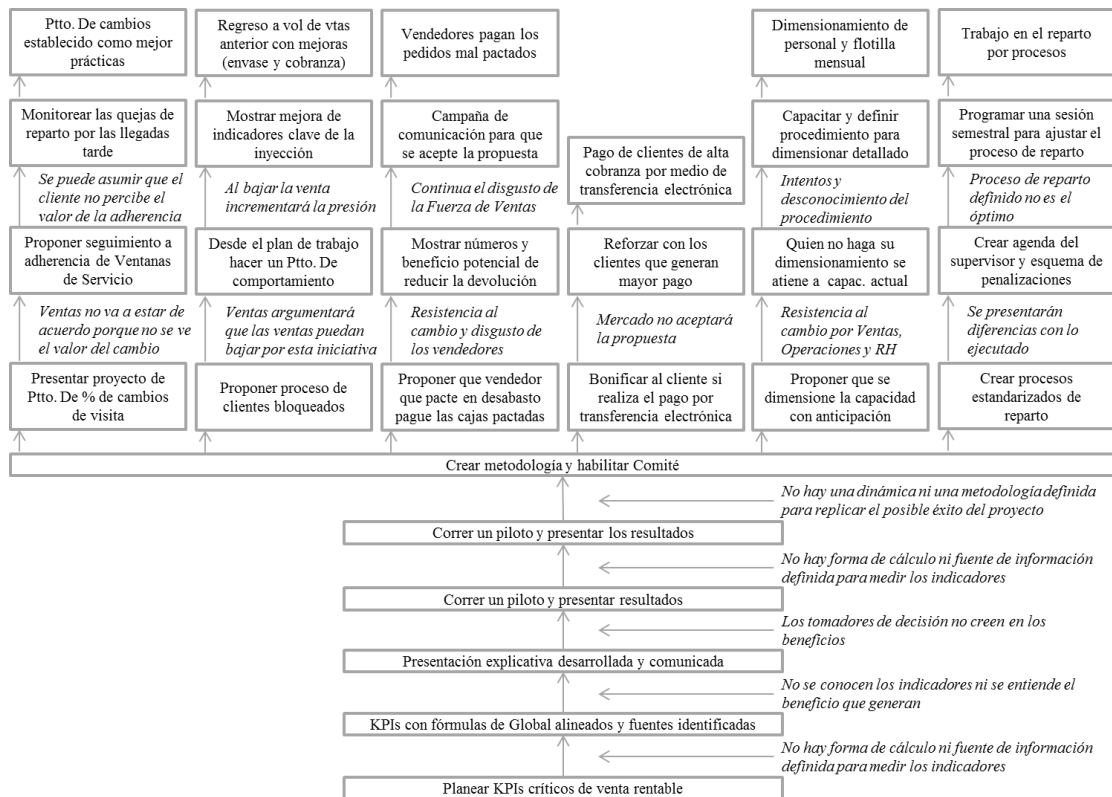 Ptto. De cambios
establecido como mejor
prácticas
Regreso a vol de vtas
anterior con mejoras
(envase y cobranza)
Vendedores pagan los
pedidos mal pactados
Dimensionamiento de
personal y flotilla
mensual
Trabajo en el reparto
por procesos
Monitorear las quejas de
reparto por las llegadas
tarde
Mostrar mejora de
indicadores clave de la
inyección
Campaña de
comunicación para que
se acepte la propuesta
Pago de clientes de alta
cobranza por medio de
transferencia electrónica
Capacitar y definir
procedimiento para
dimensionar detallado
Programar una sesión
semestral para ajustar el
proceso de reparto
Se puede asumir que el
cliente no percibe el
valor de la adherencia
Al bajar la venta
incrementará la presión
Continua el disgusto de
la Fuerza de Ventas
Intentos y
desconocimiento del
procedimiento
Proceso de reparto
definido no es el
óptimo
Proponer seguimiento a
adherencia de Ventanas
de Servicio
Desde el plan de trabajo
hacer un Ptto. De
comportamiento
Mostrar números y
beneficio potencial de
reducir la devolución
Reforzar con los
clientes que generan
mayor pago
Quien no haga su
dimensionamiento se
atiene a capac. actual
Crear agenda del
supervisor y esquema de
penalizaciones
Ventas no va a estar de
acuerdo porque no se ve
el valor del cambio
Ventas argumentará
que las ventas puedan
bajar por esta iniciativa
Resistencia al
cambio y disgusto de
los vendedores
Mercado no aceptará
la propuesta
Resistencia al
cambio por Ventas,
Operaciones y RH
Se presentarán
diferencias con lo
ejecutado
Presentar proyecto de
Ptto. De % de cambios
de visita
Proponer proceso de
clientes bloqueados
Proponer que vendedor
que pacte en desabasto
pague las cajas pactadas
Bonificar al cliente si
realiza el pago por
transferencia electrónica
Proponer que se
dimensione la capacidad
con anticipación
Crear procesos
estandarizados de
reparto
Crear metodología y habilitar Comité
No hay una dinámica ni una metodología definida
para replicar el posible éxito del proyecto
Correr un piloto y presentar los resultados
No hay forma de cálculo ni fuente de información
definida para medir los indicadores
Correr un piloto y presentar resultados
Los tomadores de decisión no creen en los
beneficios
Presentación explicativa desarrollada y comunicada
No se conocen los indicadores ni se entiende el
beneficio que generan
KPIs con fórmulas de Global alineados y fuentes identificadas
No hay forma de cálculo ni fuente de información
definida para medir los indicadores
Planear KPIs críticos de venta rentable